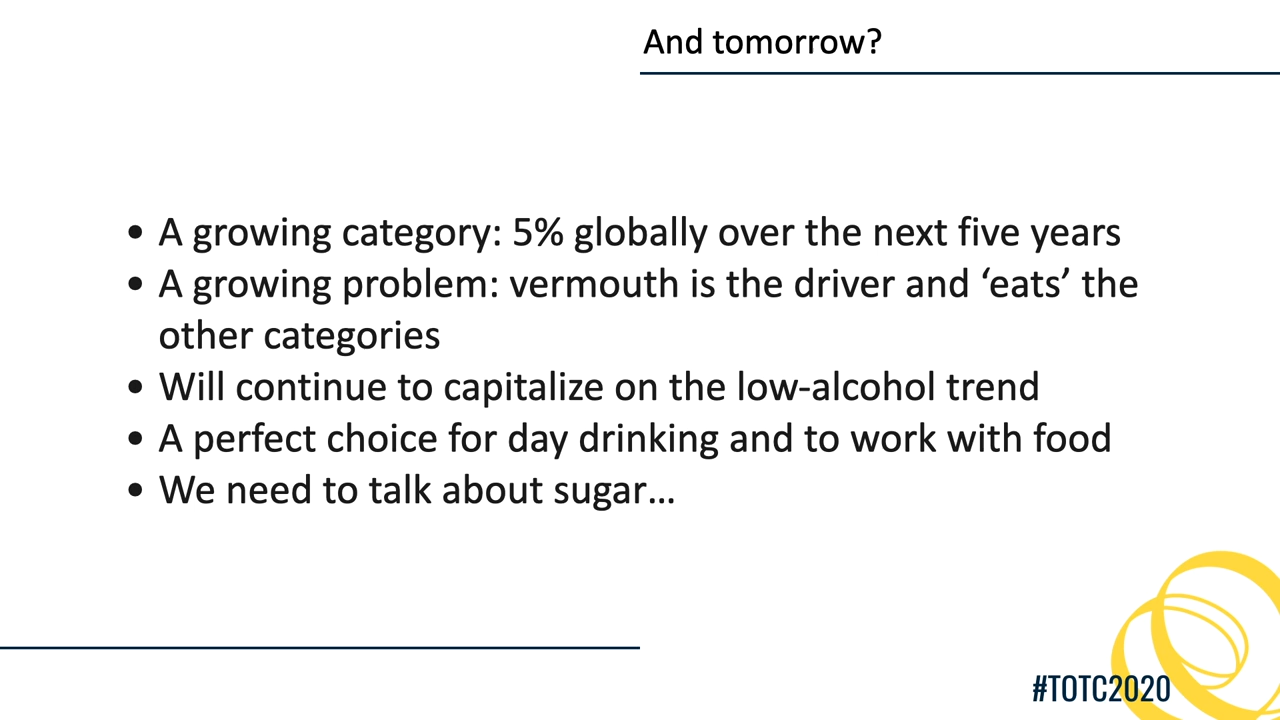 And tomorrow?
• A growing category: 5% globally over the next five years
• A growing problem: vermouth is the driver and ‘eats’ the
other categories
• Will continue to capitalize on the low-alcohol trend
• A perfect choice for day drinking and to work with food
• We need to talk about sugar…
#TOTC2020